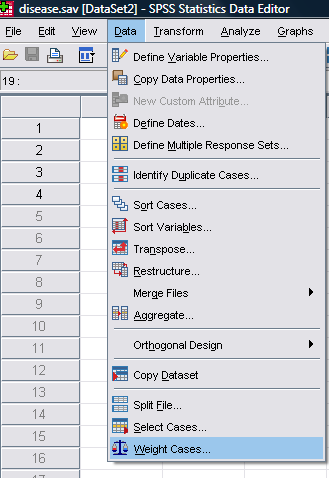 disease.sav [DataSet2] - SPSS Statistics Data Editor
File Edit View Data Transform Analyze Graphs
19 :
Define Variable Properties...
Copy Data Properties...
New Custom Attribute...
Define Dates...
Define Multiple Response Sets...
Identify Duplicate Cases...
Sort Cases...
Sort Variables...
Transpose...
Restructure...
Merge Files
Aggregate...
Orthogonal Design
Copy Dataset
Split File...
Select Cases...
Weight Cases...
1
2
3
4
5
6
7
8
9
10
11
12
13
14
15
16
17